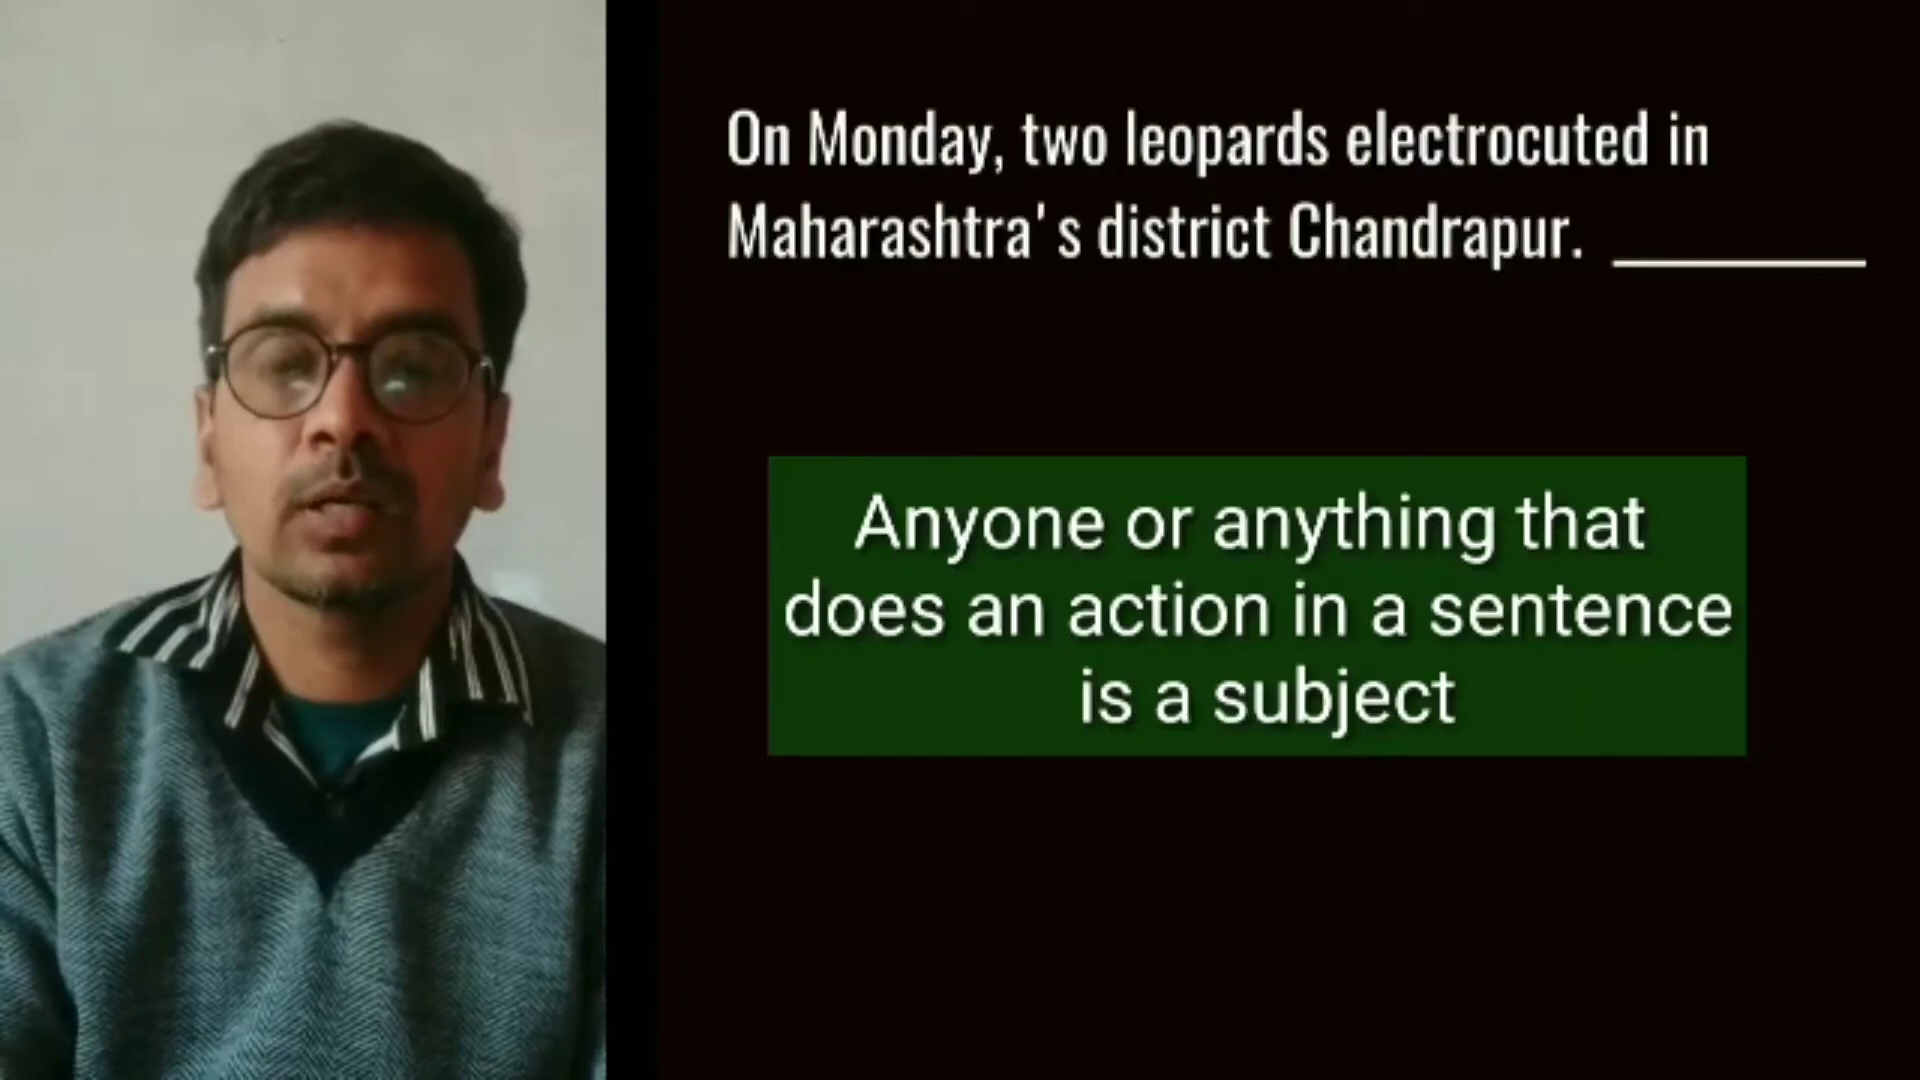 On Monday, two leopards electrocuted in
Maharashtra's district Chandrapur. __________
Anyone or anything that
does an action in a sentence
is a subject